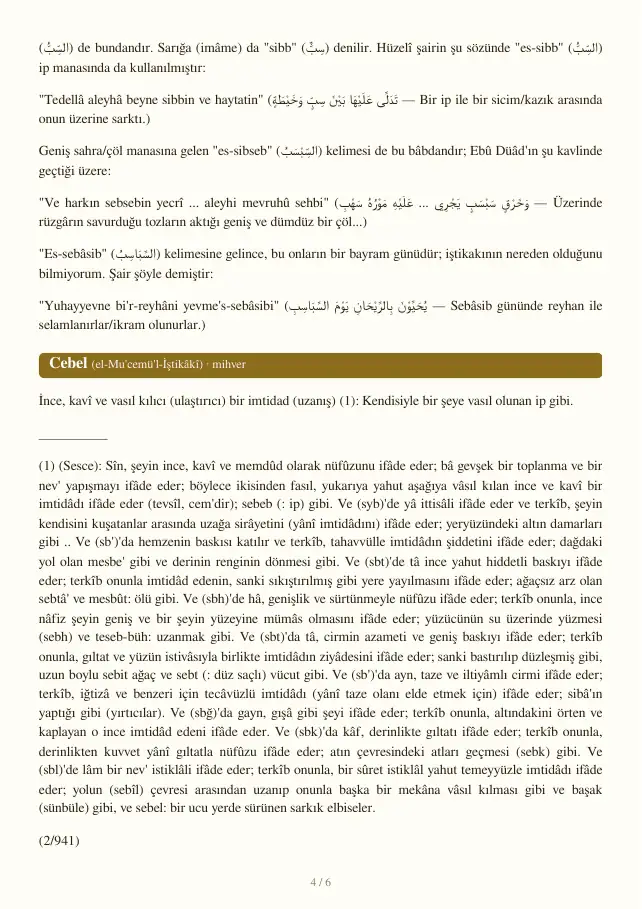 (السِّبُّ) de bundandır. Sarığa (imâme) da "sibb" (سِبٌّ) denilir. Hüzelî şairin şu sözünde "es-sibb" (السِّبُّ)
ip manasında da kullanılmıştır:
"Tedellâ aleyhâ beyne sibbin ve haytatin" (تَدَلَّى عَلَيْهَا بَيْنَ سِبٍّ وَخَيْطَةٍ — Bir ip ile bir sicim/kazık arasında
onun üzerine sarktı.)
Geniş sahra/çöl manasına gelen "es-sibseb" (السَّبْسَبُ) kelimesi de bu bâbdandır; Ebû Düâd'ın şu kavlinde
geçtiği üzere:
"Ve harkın sebsebin yecrî ... aleyhi mevruhû sehbi" (وَخَرْقٍ سَبْسَبٍ يَجْرِي ... عَلَيْهِ مَوْرُهُ سَهْبِ — Üzerinde
rüzgârın savurduğu tozların aktığı geniş ve dümdüz bir çöl...)
"Es-sebâsib" (السَّبَاسِبُ) kelimesine gelince, bu onların bir bayram günüdür; iştikakının nereden olduğunu
bilmiyorum. Şair şöyle demiştir:
"Yuhayyevne bi'r-reyhâni yevme's-sebâsibi" (يُحَيَّوْنَ بِالرَّيْحَانِ يَوْمَ السَّبَاسِبِ — Sebâsib gününde reyhan ile
selamlanırlar/ikram olunurlar.)
Cebel (el-Mu'cemü'l-İştikâkî) · mihver
İnce, kavî ve vasıl kılıcı (ulaştırıcı) bir imtidad (uzanış) (1): Kendisiyle bir şeye vasıl olunan ip gibi.
(1) (Sesce): Sîn, şeyin ince, kavî ve memdûd olarak nüfûzunu ifâde eder; bâ gevşek bir toplanma ve bir
nev' yapışmayı ifâde eder; böylece ikisinden fasıl, yukarıya yahut aşağıya vâsıl kılan ince ve kavî bir
imtidâdı ifâde eder (tevsîl, cem'dir); sebeb (: ip) gibi. Ve (syb)'de yâ ittisâli ifâde eder ve terkîb, şeyin
kendisini kuşatanlar arasında uzağa sirâyetini (yânî imtidâdını) ifâde eder; yeryüzündeki altın damarları
gibi .. Ve (sb')'da hemzenin baskısı katılır ve terkîb, tahavvülle imtidâdın şiddetini ifâde eder; dağdaki
yol olan mesbe' gibi ve derinin renginin dönmesi gibi. Ve (sbt)'de tâ ince yahut hiddetli baskıyı ifâde
eder; terkîb onunla imtidâd edenin, sanki sıkıştırılmış gibi yere yayılmasını ifâde eder; ağaçsız arz olan
sebtâ' ve mesbût: ölü gibi. Ve (sbh)'de hâ, genişlik ve sürtünmeyle nüfûzu ifâde eder; terkîb onunla, ince
nâfiz şeyin geniş ve bir şeyin yüzeyine mümâs olmasını ifâde eder; yüzücünün su üzerinde yüzmesi
(sebh) ve teseb-büh: uzanmak gibi. Ve (sbt)'da tâ, cirmin azameti ve geniş baskıyı ifâde eder; terkîb
onunla, gıltat ve yüzün istivâsıyla birlikte imtidâdın ziyâdesini ifâde eder; sanki bastırılıp düzleşmiş gibi,
uzun boylu sebit ağaç ve sebt (: düz saçlı) vücut gibi. Ve (sb')'da ayn, taze ve iltiyâmlı cirmi ifâde eder;
terkîb, iğtizâ ve benzeri için tecâvüzlü imtidâdı (yânî taze olanı elde etmek için) ifâde eder; sibâ'ın
yaptığı gibi (yırtıcılar). Ve (sbğ)'da gayn, gışâ gibi şeyi ifâde eder; terkîb onunla, altındakini örten ve
kaplayan o ince imtidâd edeni ifâde eder. Ve (sbk)'da kâf, derinlikte gıltatı ifâde eder; terkîb onunla,
derinlikten kuvvet yânî gıltatla nüfûzu ifâde eder; atın çevresindeki atları geçmesi (sebk) gibi. Ve
(sbl)'de lâm bir nev' istiklâli ifâde eder; terkîb onunla, bir sûret istiklâl yahut temeyyüzle imtidâdı ifâde
eder; yolun (sebîl) çevresi arasından uzanıp onunla başka bir mekâna vâsıl kılması gibi ve başak
(sünbüle) gibi, ve sebel: bir ucu yerde sürünen sarkık elbiseler.
(2/941)
4 / 6